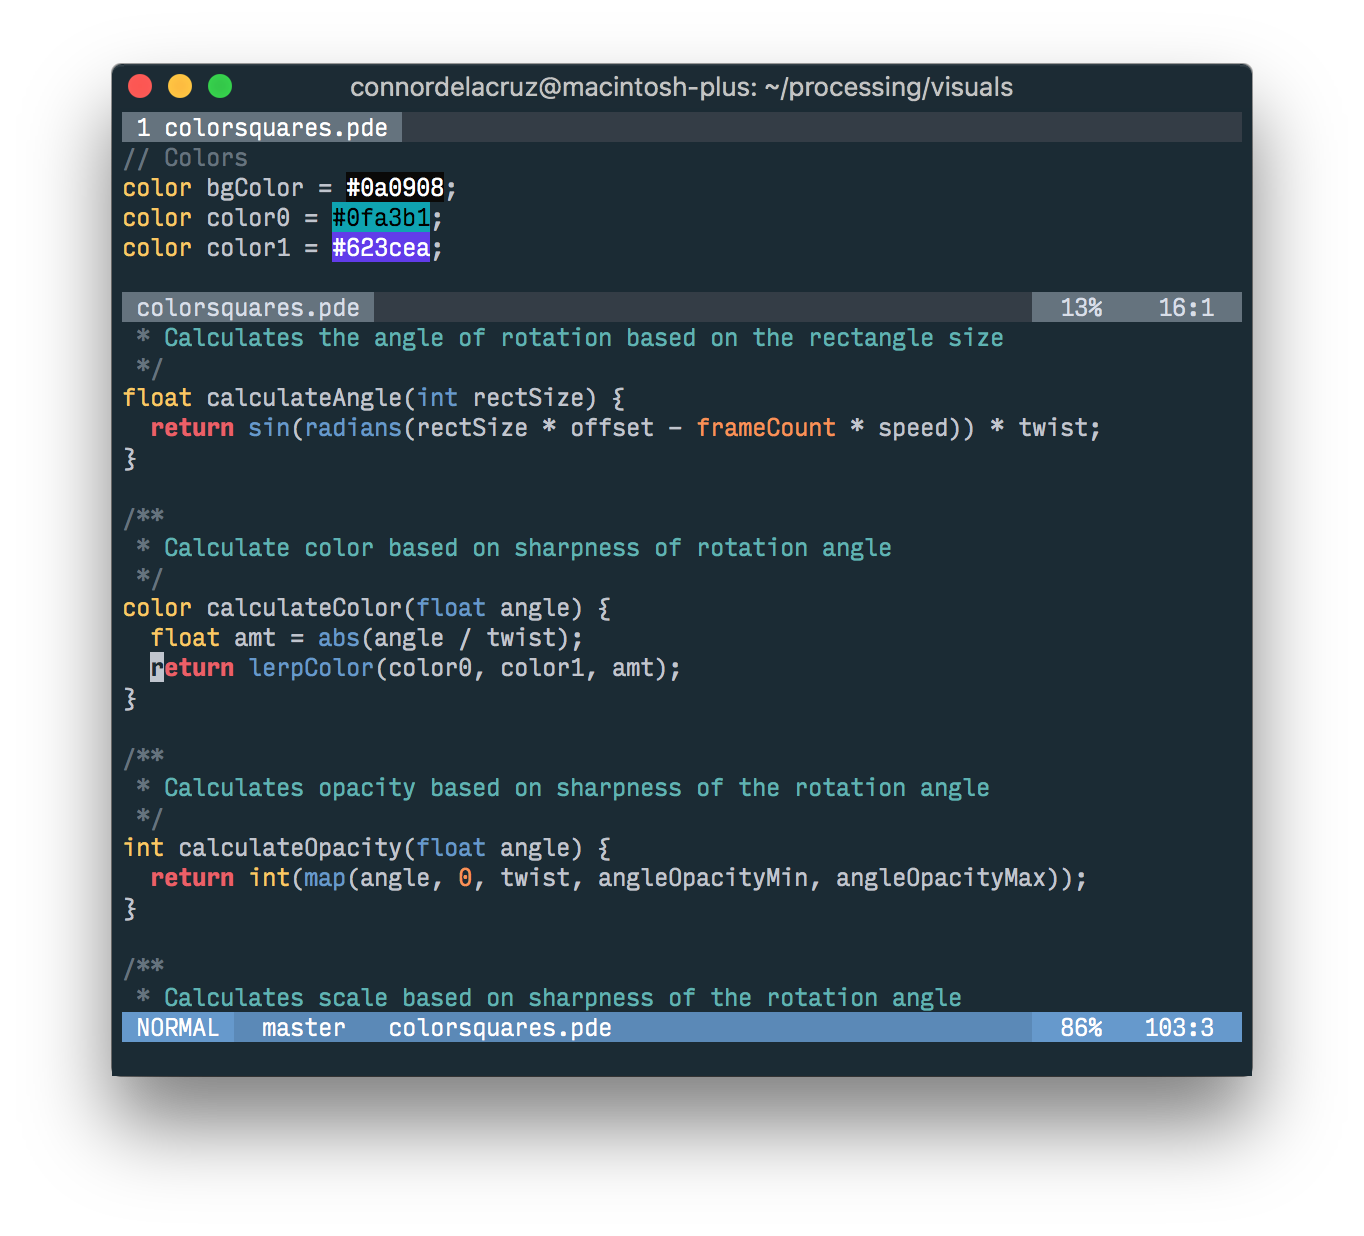 connordelacruz@macintosh-plus: ~/processing/visuals
1 colorsquares.pde
// Colors
color bgColor = #0a0908;
color color0 = #0fa3b1;
color color1 = #623cea;
colorsquares.pde 13% 16:1
* Calculates the angle of rotation based on the rectangle size
*/
float calculateAngle(int rectSize) {
return sin(radians(rectSize * offset - frameCount * speed)) * twist;
}
/**
* Calculate color based on sharpness of rotation angle
*/
color calculateColor(float angle) {
float amt = abs(angle / twist);
return lerpColor(color0, color1, amt);
}
/**
* Calculates opacity based on sharpness of the rotation angle
*/
int calculateOpacity(float angle) {
return int(map(angle, 0, twist, angleOpacityMin, angleOpacityMax));
}
/**
* Calculates scale based on sharpness of the rotation angle
NORMAL master colorsquares.pde 86% 103:3